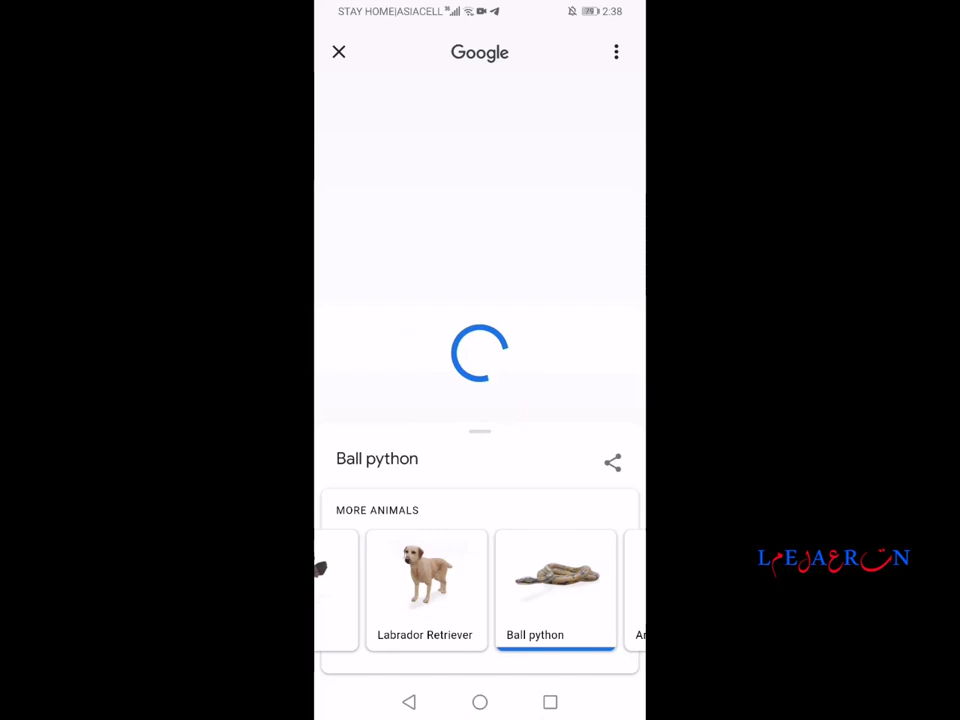 STAY HOME|ASIACELL 2:38
Google
Ball python
MORE ANIMALS
Labrador Retriever
Ball python